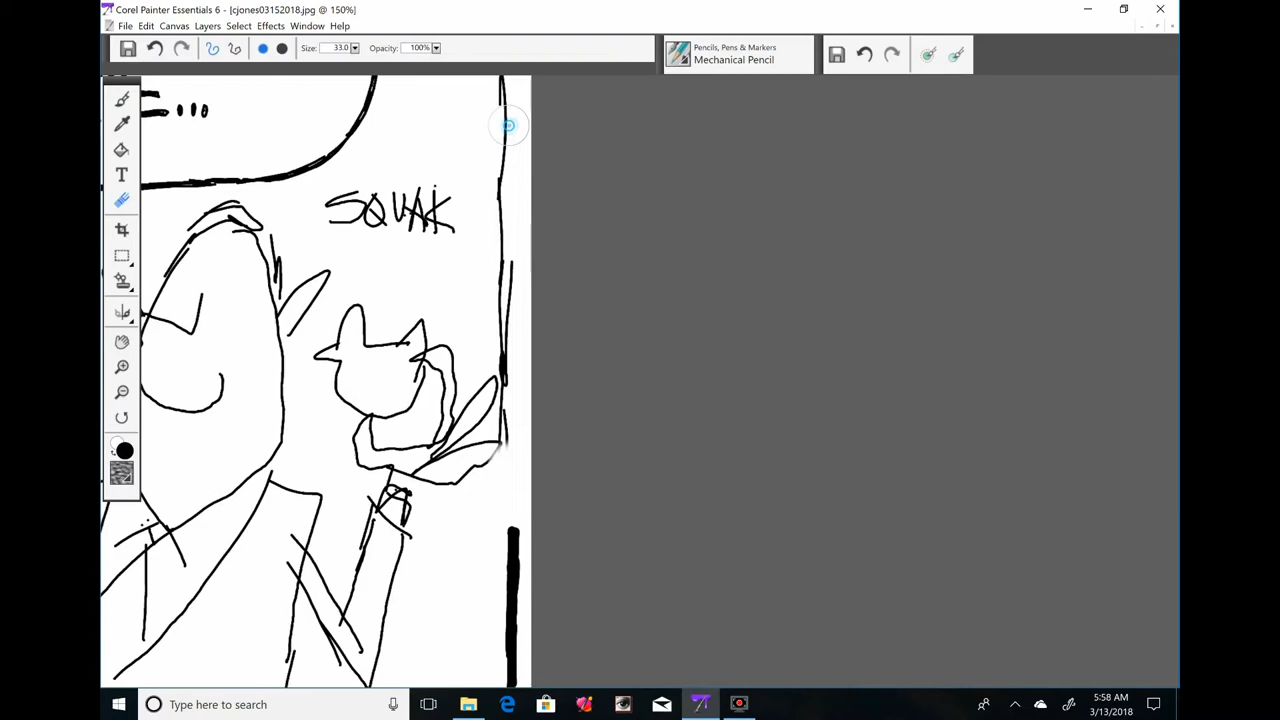 Corel Painter Essentials 6 - [cjones03152018.jpg @ 150%]
File Edit Canvas Layers Select Effects Window Help
Size: 33.0 Opacity: 100%
Pencils, Pens & Markers
Mechanical Pencil
SQUAK
T
Type here to search
5:58 AM
3/13/2018